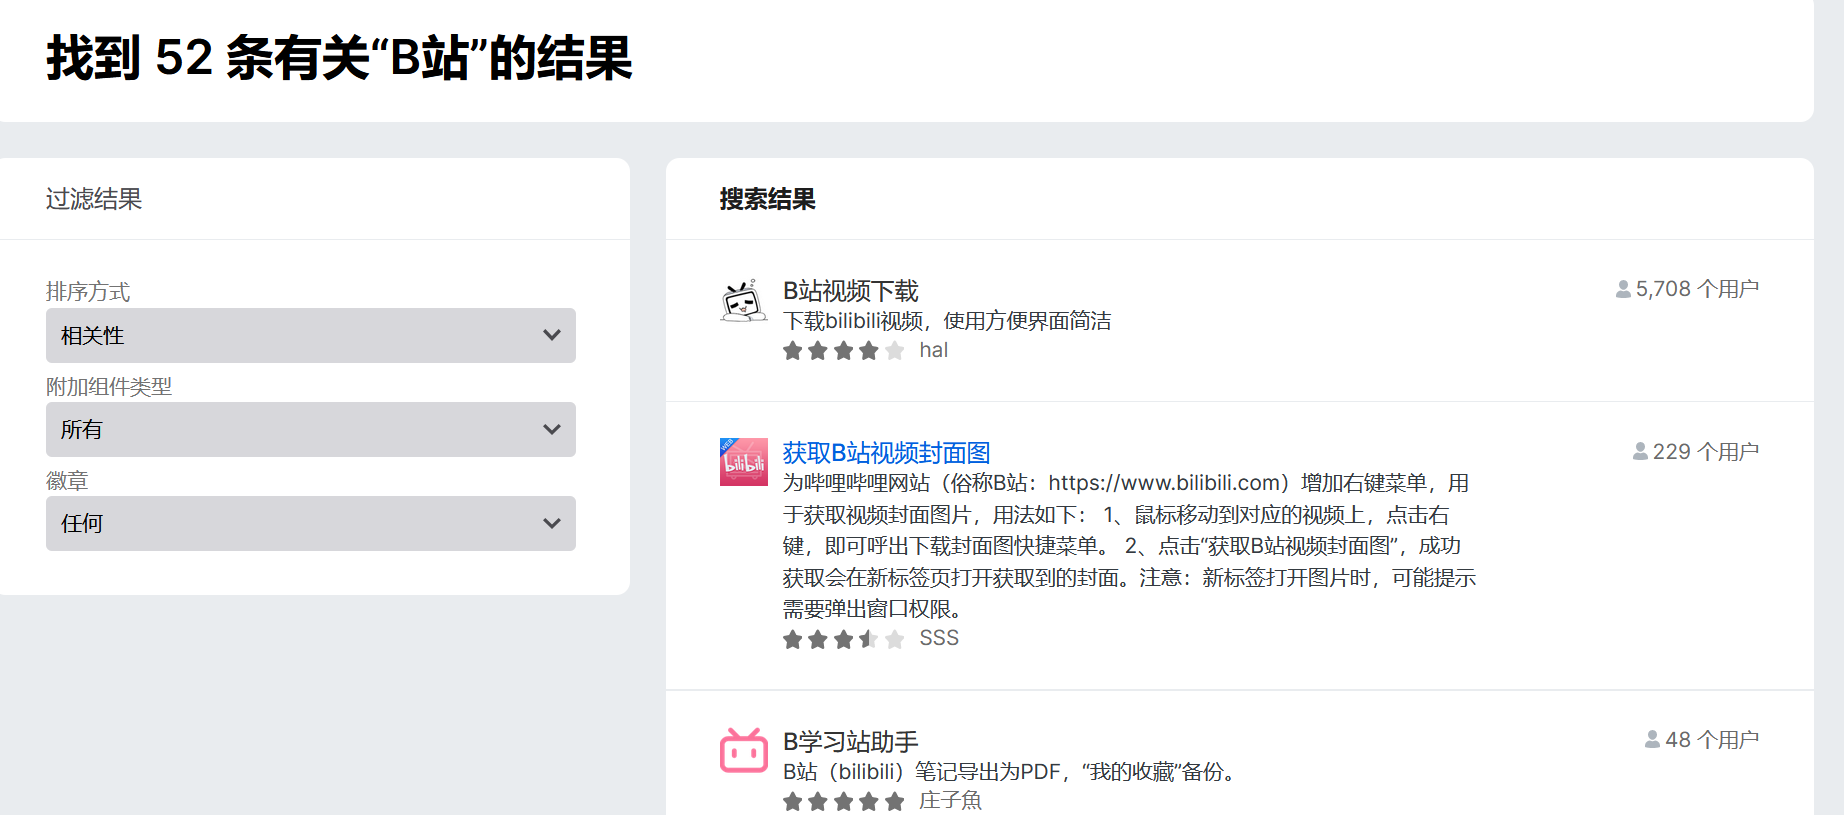 找到 52 条有关“B站”的结果
过滤结果
排序方式
相关性
附加组件类型
所有
徽章
任何
搜索结果
B站视频下载
5,708 个用户
下载bilibili视频，使用方便界面简洁
hal
WEB
bilibili
获取B站视频封面图
229 个用户
为哔哩哔哩网站（俗称B站：https://www.bilibili.com）增加右键菜单，用
于获取视频封面图片，用法如下： 1、鼠标移动到对应的视频上，点击右
键，即可呼出下载封面图快捷菜单。 2、点击“获取B站视频封面图”，成功
获取会在新标签页打开获取到的封面。注意：新标签打开图片时，可能提示
需要弹出窗口权限。
SSS
B学习站助手
48 个用户
B站（bilibili）笔记导出为PDF，“我的收藏”备份。
庄子魚